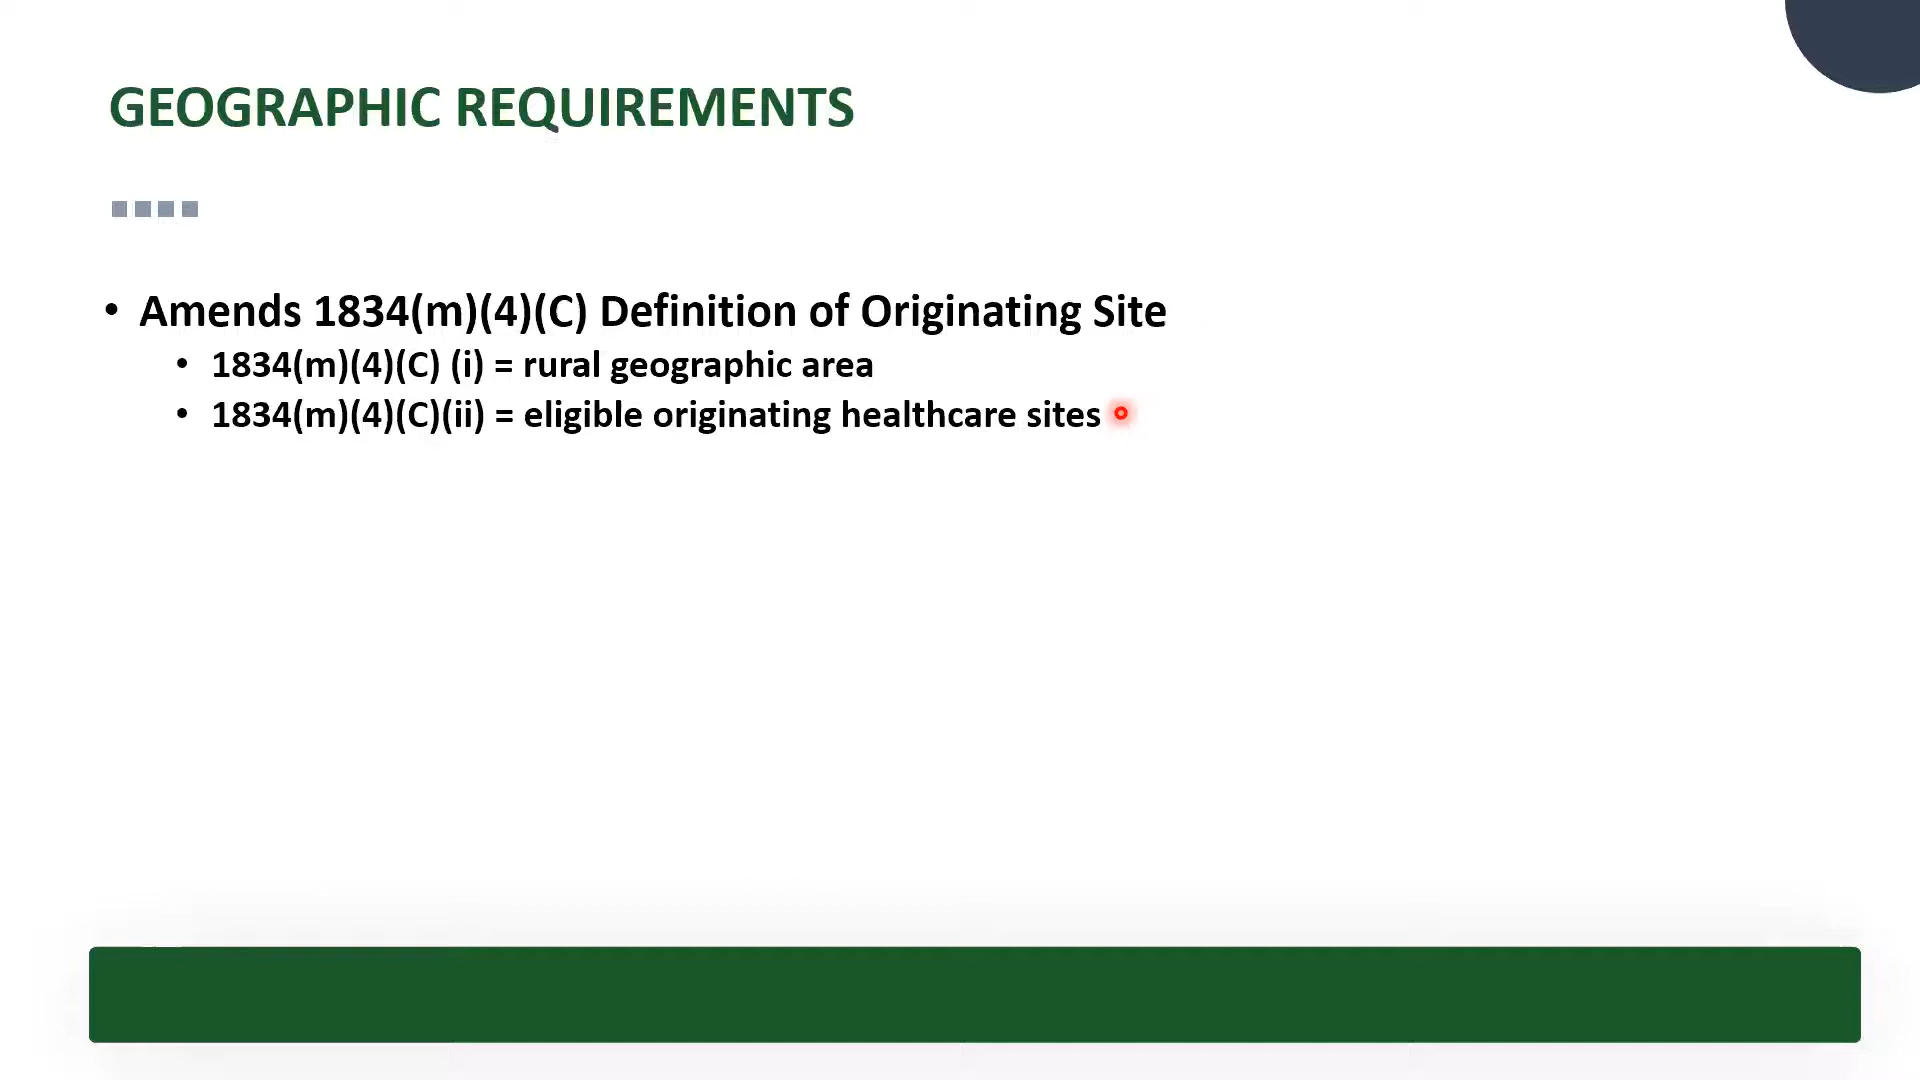 GEOGRAPHIC REQUIREMENTS
• Amends 1834(m)(4)(C) Definition of Originating Site
• 1834(m)(4)(C) (i) = rural geographic area
• 1834(m)(4)(C)(ii) = eligible originating healthcare sites